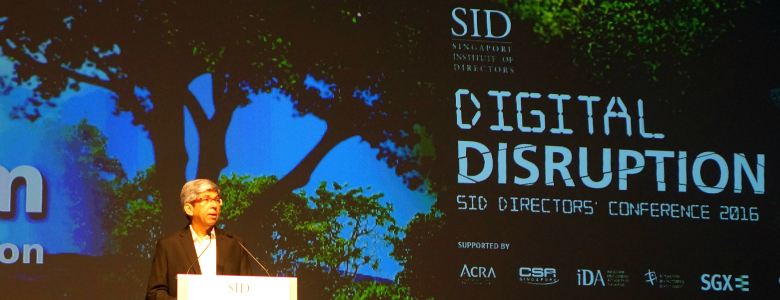 SID
SINGAPORE
INSTITUTE OF
DIRECTORS
DIGITAL
DISRUPTION
SID DIRECTORS' CONFERENCE 2016
SUPPORTED BY
ACRA
CSA
SINGAPORE
iDA
SGX
m
on
SID